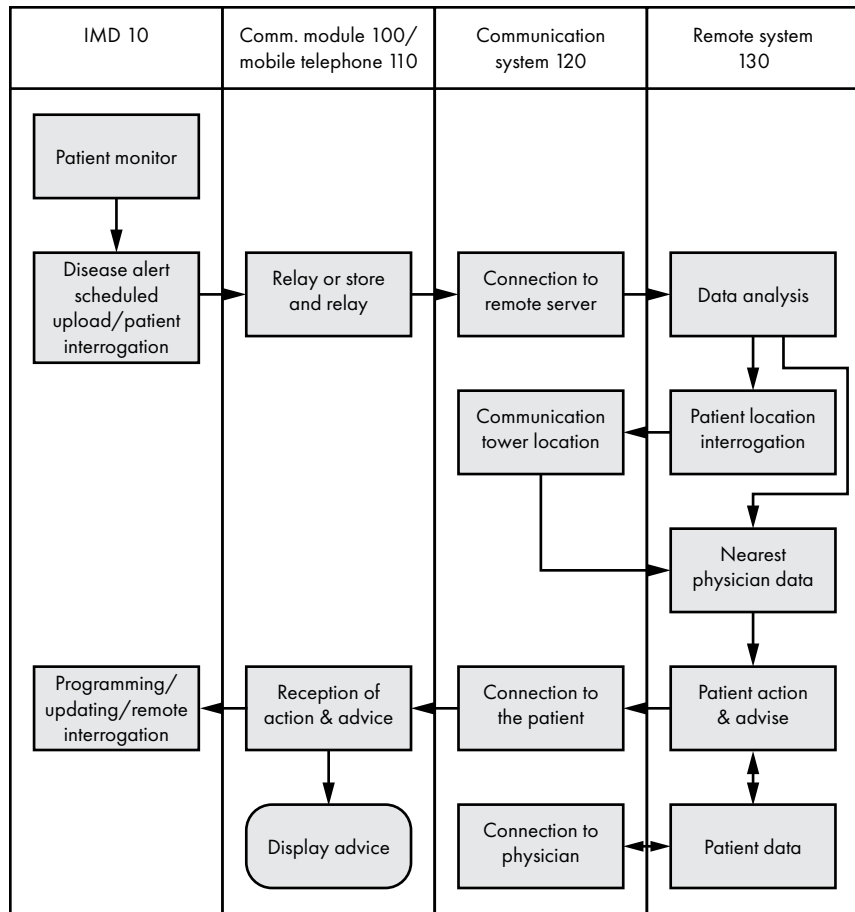 IMD 10
Comm. module 100/
mobile telephone 110
Communication
system 120
Remote system
130
Patient monitor
Disease alert
scheduled
upload/patient
interrogation
Relay or store
and relay
Connection to
remote server
Data analysis
Communication
tower location
Patient location
interrogation
Nearest
physician data
Programming/
updating/remote
interrogation
Reception of
action & advice
Connection to
the patient
Patient action
& advise
Display advice
Connection to
physician
Patient data